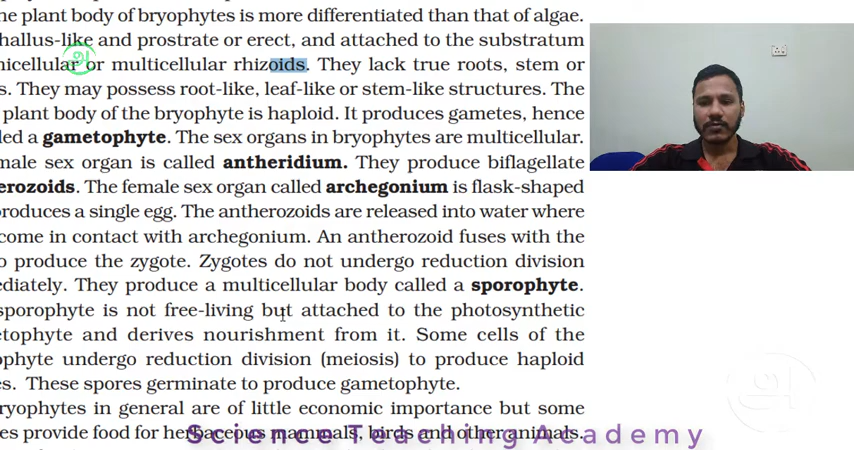 he plant body of bryophytes is more differentiated than that of algae.
hallus-like and prostrate or erect, and attached to the substratum
nicellular or multicellular rhizoids. They lack true roots, stem or
s. They may possess root-like, leaf-like or stem-like structures. The
plant body of the bryophyte is haploid. It produces gametes, hence
led a gametophyte. The sex organs in bryophytes are multicellular.
male sex organ is called antheridium. They produce biflagellate
erozoids. The female sex organ called archegonium is flask-shaped
produces a single egg. The antherozoids are released into water where
come in contact with archegonium. An antherozoid fuses with the
o produce the zygote. Zygotes do not undergo reduction division
ediately. They produce a multicellular body called a sporophyte.
sporophyte is not free-living but attached to the photosynthetic
etophyte and derives nourishment from it. Some cells of the
ophyte undergo reduction division (meiosis) to produce haploid
es. These spores germinate to produce gametophyte.
ryophytes in general are of little economic importance but some
es provide food for herbaceous mammals, birds and other animals.
Science Teaching Academy